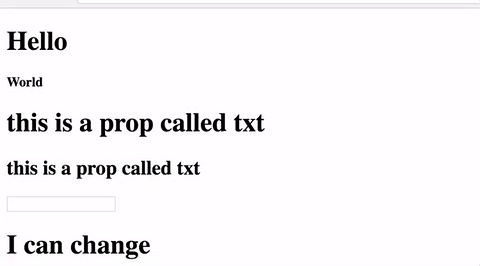 Hello
World
this is a prop called txt
this is a prop called txt
I can change